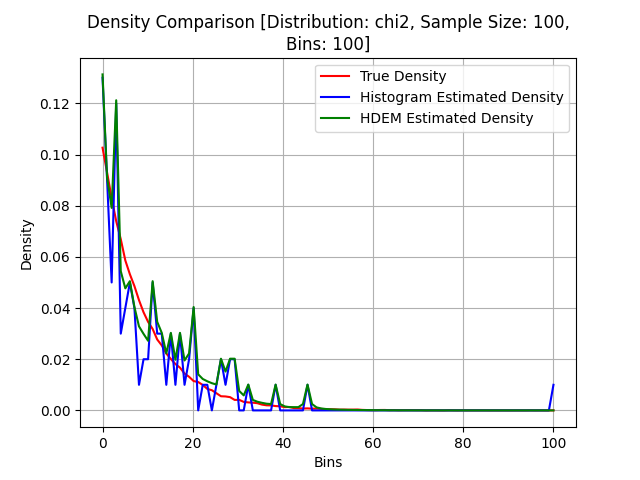 Density Comparison [Distribution: chi2, Sample Size: 100,
Bins: 100]
True Density
Histogram Estimated Density
HDEM Estimated Density
Density
0.12
0.10
0.08
0.06
0.04
0.02
0.00
0
20
40
60
80
100
Bins